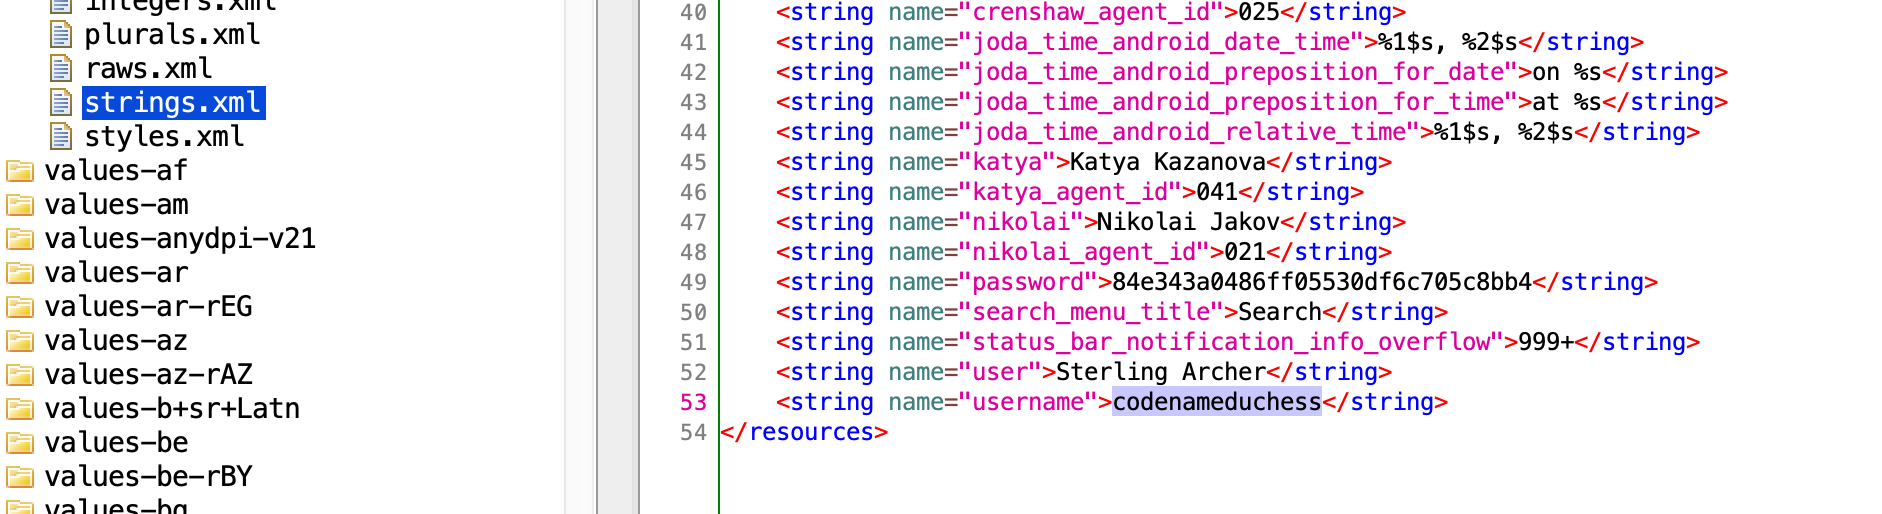 integers.xml
plurals.xml
raws.xml
strings.xml
styles.xml
values-af
values-am
values-anydpi-v21
values-ar
values-ar-rEG
values-az
values-az-rAZ
values-b+sr+Latn
values-be
values-be-rBY
values-bg
40 <string name="crenshaw_agent_id">025</string>
41 <string name="joda_time_android_date_time">%1$s, %2$s</string>
42 <string name="joda_time_android_preposition_for_date">on %s</string>
43 <string name="joda_time_android_preposition_for_time">at %s</string>
44 <string name="joda_time_android_relative_time">%1$s, %2$s</string>
45 <string name="katya">Katya Kazanova</string>
46 <string name="katya_agent_id">041</string>
47 <string name="nikolai">Nikolai Jakov</string>
48 <string name="nikolai_agent_id">021</string>
49 <string name="password">84e343a0486ff05530df6c705c8bb4</string>
50 <string name="search_menu_title">Search</string>
51 <string name="status_bar_notification_info_overflow">999+</string>
52 <string name="user">Sterling Archer</string>
53 <string name="username">codenameduchess</string>
54 </resources>